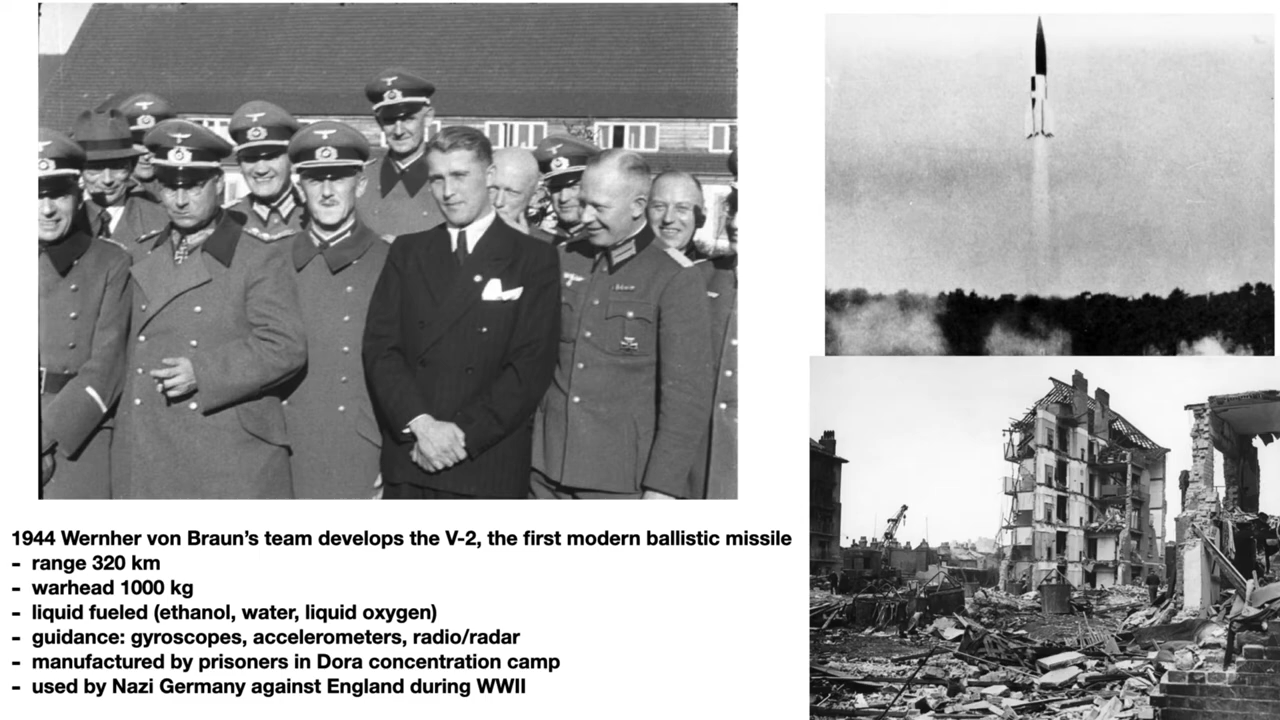 1944 Wernher von Braun’s team develops the V-2, the first modern ballistic missile
- range 320 km
- warhead 1000 kg
- liquid fueled (ethanol, water, liquid oxygen)
- guidance: gyroscopes, accelerometers, radio/radar
- manufactured by prisoners in Dora concentration camp
- used by Nazi Germany against England during WWII